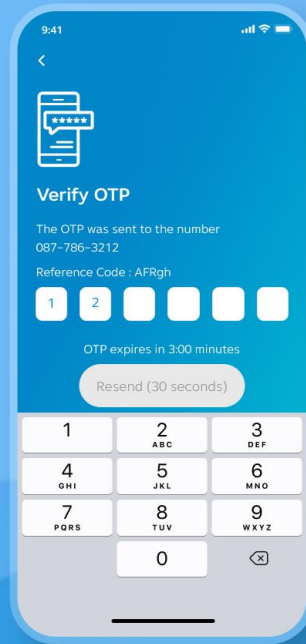 9:41
*****
Verify OTP
The OTP was sent to the number
087-786-3212
Reference Code : AFRgh
1 2
OTP expires in 3:00 minutes
Resend (30 seconds)
1 2 3
ABC DEF
4 5 6
GHI JKL MNO
7 8 9
PQRS TUV WXYZ
0